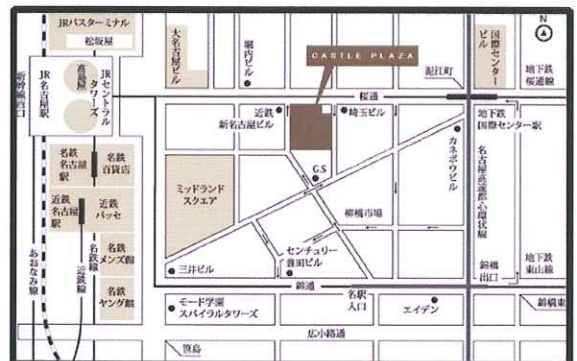 JRバスターミナル
松坂屋
大名古屋ビル
堀内ビル
CASTLE PLAZA
泥江町
国際センター
ビル
N
地下鉄
桜通線
新幹線西口
JR名古屋駅
髙島屋
JRセントラル
タワーズ
桜通
近鉄
新名古屋ビル
埼玉ビル
地下鉄
国際センター駅
名鉄
名古屋
駅
名鉄
百貨店
G.S
カネボウビル
名古屋高速都心環状線
ミッドランド
スクエア
近鉄
名古屋
駅
近鉄
パッセ
柳橋市場
名鉄
メンズ館
名鉄線
近鉄線
あおなみ線
三井ビル
センチュリー
豊田ビル
錦橋
出口
地下鉄
東山線
錦通
名鉄
ヤング館
モード学園
スパイラルタワーズ
名駅
入口
エイデン
錦橋東
広小路通
笹島